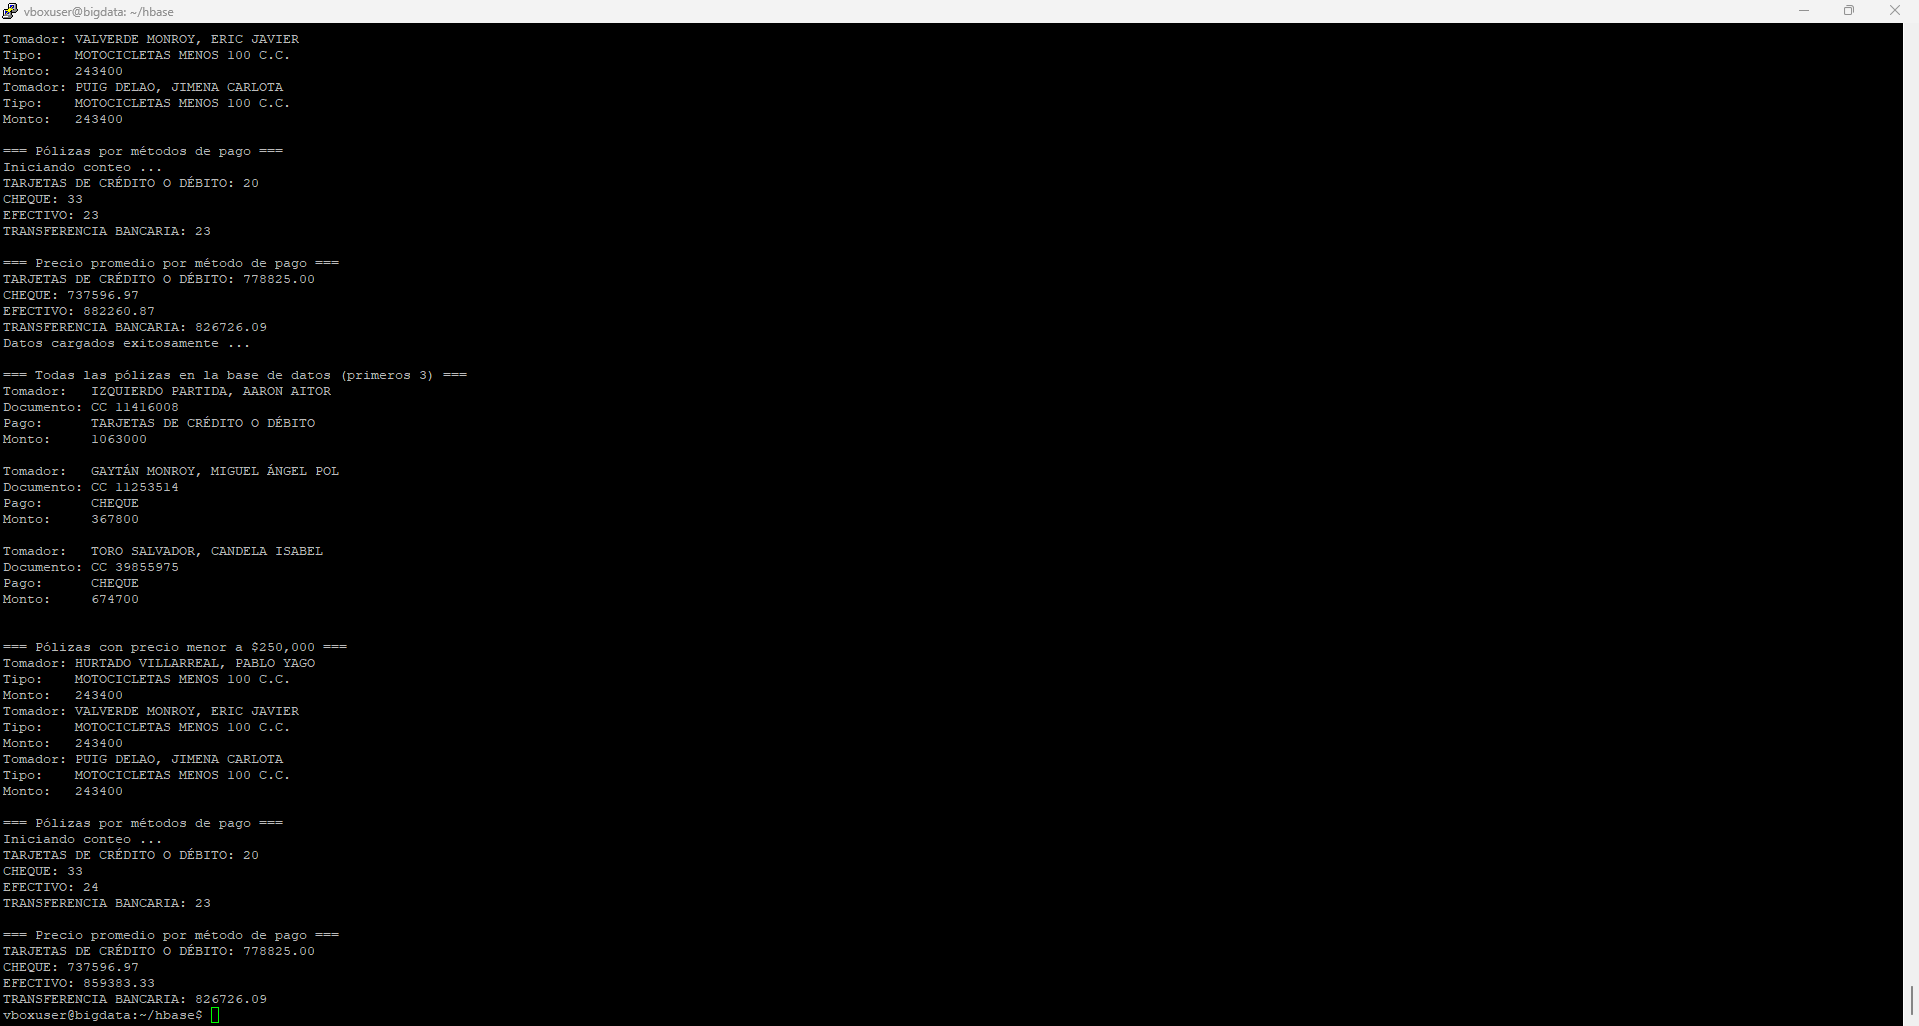 vboxuser@bigdata: ~/hbase
Tomador: VALVERDE MONROY, ERIC JAVIER
Tipo:    MOTOCICLETAS MENOS 100 C.C.
Monto:   243400
Tomador: PUIG DELAO, JIMENA CARLOTA
Tipo:    MOTOCICLETAS MENOS 100 C.C.
Monto:   243400

=== Pólizas por métodos de pago ===
Iniciando conteo ...
TARJETAS DE CRÉDITO O DÉBITO: 20
CHEQUE: 33
EFECTIVO: 23
TRANSFERENCIA BANCARIA: 23

=== Precio promedio por método de pago ===
TARJETAS DE CRÉDITO O DÉBITO: 778825.00
CHEQUE: 737596.97
EFECTIVO: 882260.87
TRANSFERENCIA BANCARIA: 826726.09
Datos cargados exitosamente ...

=== Todas las pólizas en la base de datos (primeros 3) ===
Tomador:   IZQUIERDO PARTIDA, AARON AITOR
Documento: CC 11416008
Pago:      TARJETAS DE CRÉDITO O DÉBITO
Monto:     1063000

Tomador:   GAYTÁN MONROY, MIGUEL ÁNGEL POL
Documento: CC 11253514
Pago:      CHEQUE
Monto:     367800

Tomador:   TORO SALVADOR, CANDELA ISABEL
Documento: CC 39855975
Pago:      CHEQUE
Monto:     674700

=== Pólizas con precio menor a $250,000 ===
Tomador: HURTADO VILLARREAL, PABLO YAGO
Tipo:    MOTOCICLETAS MENOS 100 C.C.
Monto:   243400
Tomador: VALVERDE MONROY, ERIC JAVIER
Tipo:    MOTOCICLETAS MENOS 100 C.C.
Monto:   243400
Tomador: PUIG DELAO, JIMENA CARLOTA
Tipo:    MOTOCICLETAS MENOS 100 C.C.
Monto:   243400

=== Pólizas por métodos de pago ===
Iniciando conteo ...
TARJETAS DE CRÉDITO O DÉBITO: 20
CHEQUE: 33
EFECTIVO: 24
TRANSFERENCIA BANCARIA: 23

=== Precio promedio por método de pago ===
TARJETAS DE CRÉDITO O DÉBITO: 778825.00
CHEQUE: 737596.97
EFECTIVO: 859383.33
TRANSFERENCIA BANCARIA: 826726.09
vboxuser@bigdata:~/hbase$